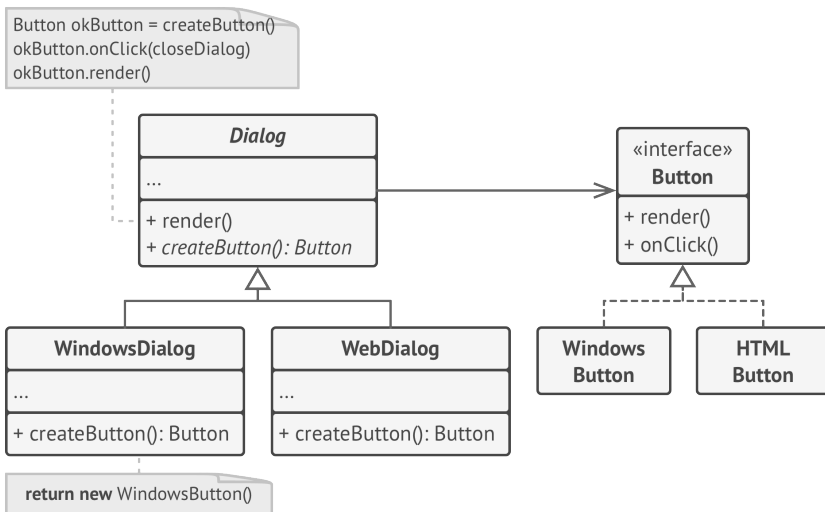 Button okButton = createButton()
okButton.onClick(closeDialog)
okButton.render()
Dialog
...
+ render()
+ createButton(): Button
«interface»
Button
+ render()
+ onClick()
WindowsDialog
...
+ createButton(): Button
WebDialog
...
+ createButton(): Button
Windows
Button
HTML
Button
return new WindowsButton()